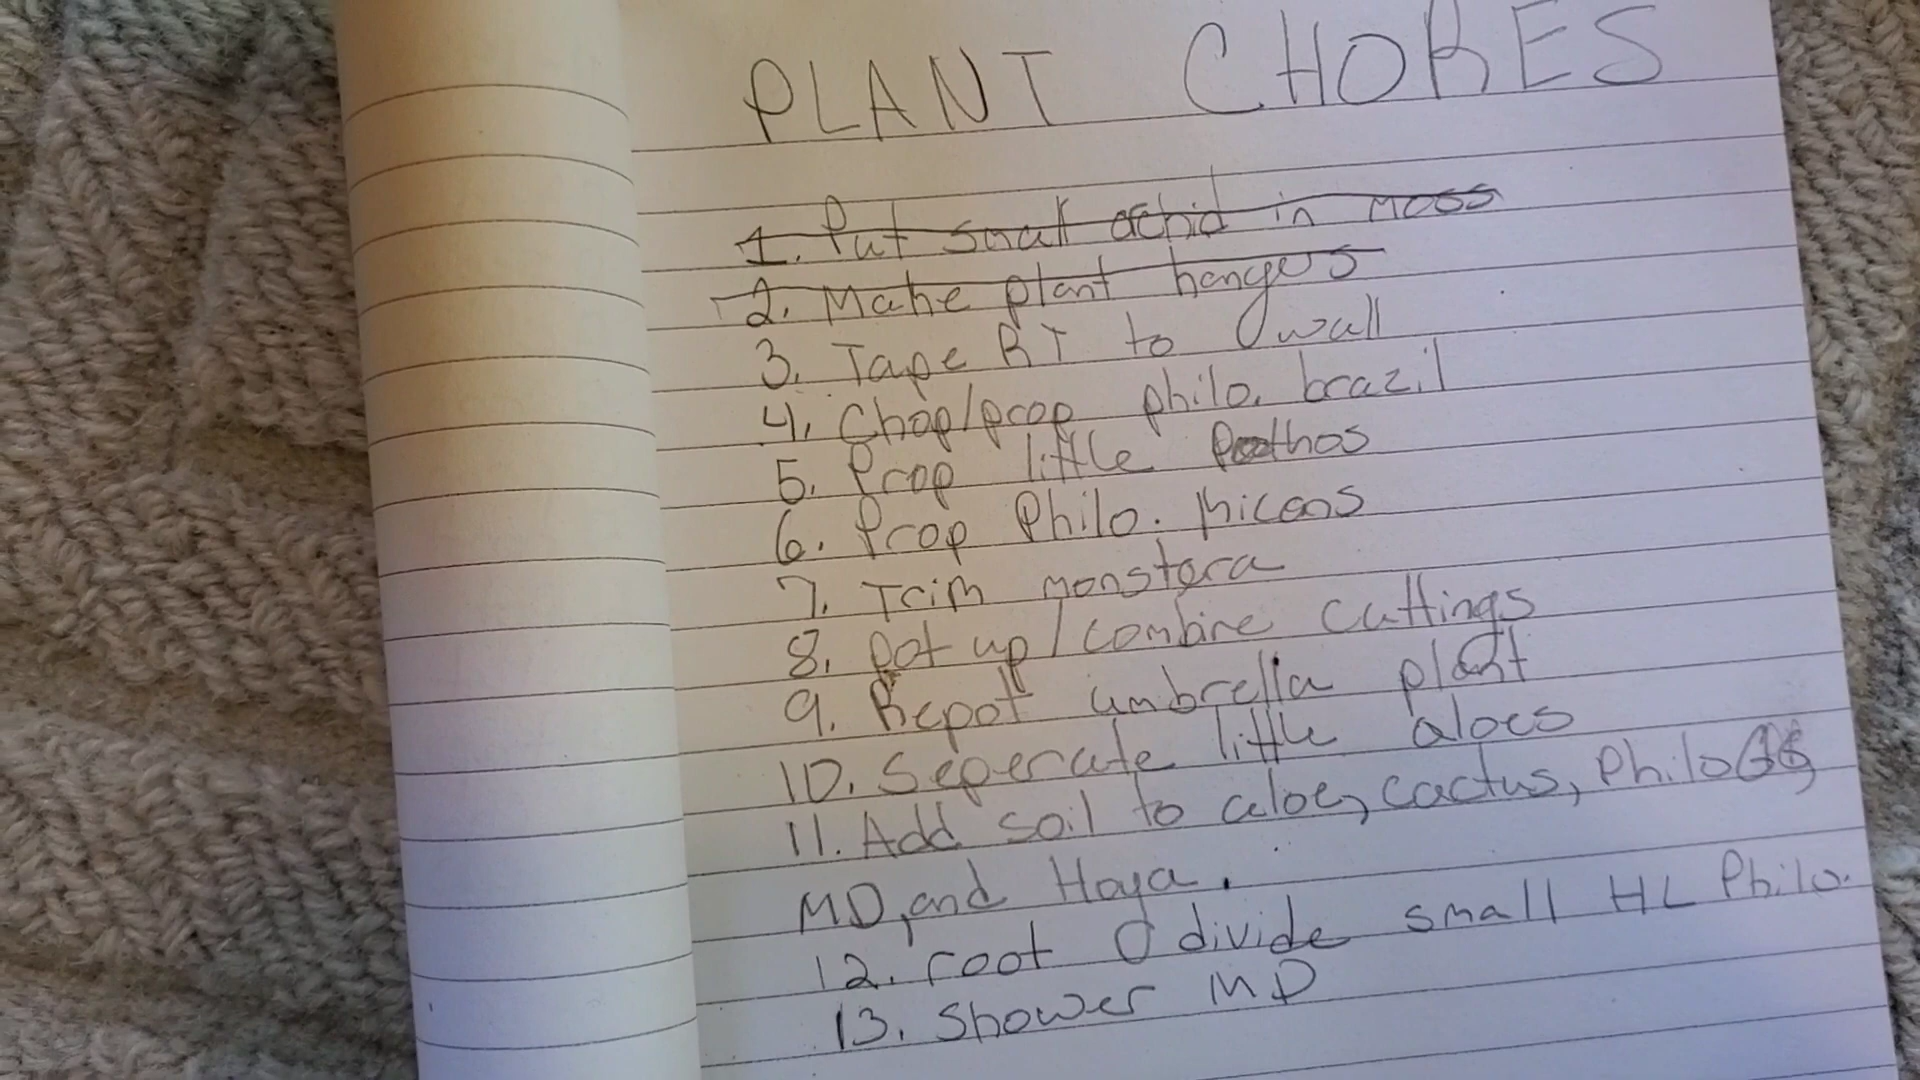 PLANT CHORES
1. Put small orchid in moss
2. Make plant hangers
3. Tape RT to wall
4. Chop/prop philo. brazil
5. Prop little Pothos
6. Prop Philo. Micans
7. Trim monstera
8. pot up / combine cuttings
9. Repot umbrella plant
10. Seperate little aloes
11. Add soil to aloe, cactus, Philo
MD, and Hoya.
12. root divide small HL Philo.
13. Shower MD